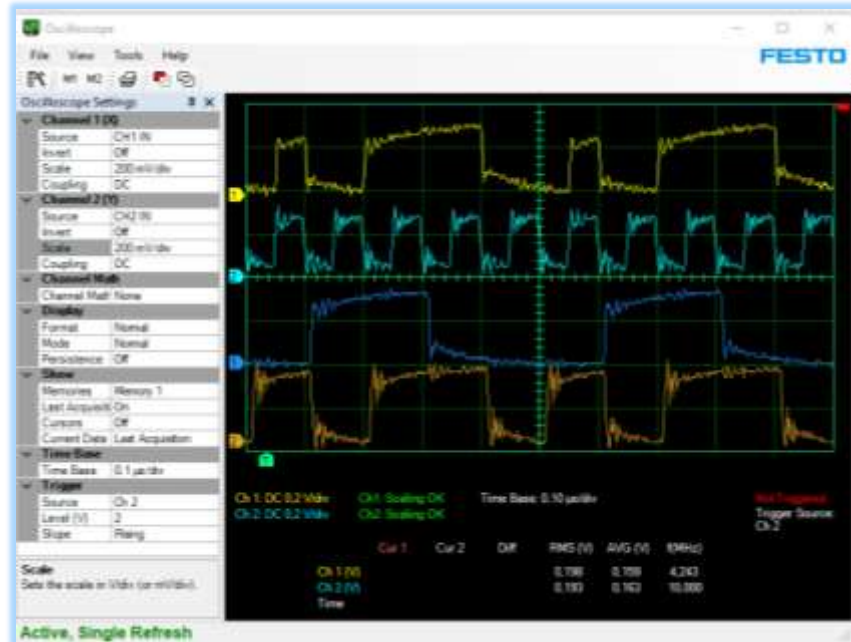 Oscilloscope
File View Tools Help
FESTO
M1 M2
Oscilloscope Settings
Channel 1 (X)
Source CH1 IN
Invert Off
Scale 200 mV/div
Coupling DC
Channel 2 (Y)
Source CH2 IN
Invert Off
Scale 200 mV/div
Coupling DC
Channel Math
Channel Math None
Display
Format Normal
Mode Normal
Persistence Off
Show
Memories Memory 1
Last Acquisiti On
Cursors Off
Current Data Last Acquisition
Time Base
Time Base 0.1 µs/div
Trigger
Source Ch 2
Level (V) 2
Slope Rising
Scale
Sets the scale in V/div (or mV/div).
Ch 1: DC 0,2 V/div Ch1: Scaling OK Time Base: 0.10 µs/div Not Triggered
Ch 2: DC 0,2 V/div Ch2: Scaling OK Trigger Source:
Ch 2
Cur 1 Cur 2 Diff RMS (V) AVG (V) f(MHz)
Ch 1 (V) 0,198 0,159 4,243
Ch 2 (V) 0,193 0,163 10,000
Time
Active, Single Refresh